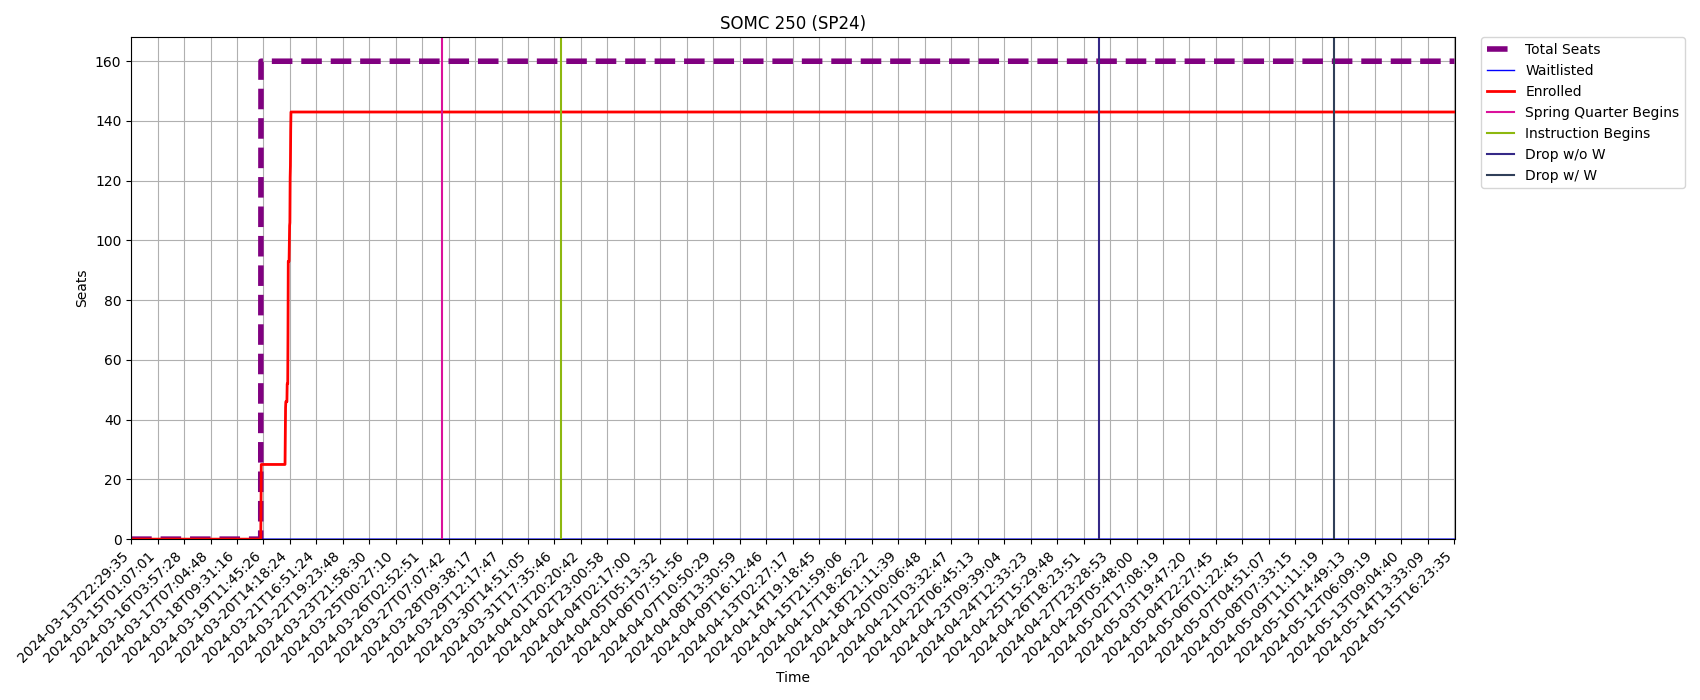 SOMC 250 (SP24)
Total Seats
Waitlisted
Enrolled
Spring Quarter Begins
Instruction Begins
Drop w/o W
Drop w/ W
Seats
160
140
120
100
80
60
40
20
0
2024-03-13T22:29:35
2024-03-15T01:07:01
2024-03-16T03:57:28
2024-03-17T07:04:48
2024-03-18T09:31:16
2024-03-19T11:45:26
2024-03-20T14:18:24
2024-03-21T16:51:24
2024-03-22T19:23:48
2024-03-23T21:58:30
2024-03-25T00:27:10
2024-03-26T02:52:51
2024-03-27T07:07:42
2024-03-28T09:38:17
2024-03-29T12:17:47
2024-03-30T14:51:05
2024-03-31T17:35:46
2024-04-01T20:20:42
2024-04-02T23:00:58
2024-04-04T02:17:00
2024-04-05T05:13:32
2024-04-06T07:51:56
2024-04-07T10:50:29
2024-04-08T13:30:59
2024-04-09T16:12:46
2024-04-13T02:27:17
2024-04-14T19:18:45
2024-04-15T21:59:06
2024-04-17T18:26:22
2024-04-18T21:11:39
2024-04-20T00:06:48
2024-04-21T03:32:47
2024-04-22T06:45:13
2024-04-23T09:39:04
2024-04-24T12:33:23
2024-04-25T15:29:48
2024-04-26T18:23:51
2024-04-27T23:28:53
2024-04-29T05:48:00
2024-05-02T17:08:19
2024-05-03T19:47:20
2024-05-04T22:27:45
2024-05-06T01:22:45
2024-05-07T04:51:07
2024-05-08T07:33:15
2024-05-09T11:11:19
2024-05-10T14:49:13
2024-05-12T06:09:19
2024-05-13T09:04:40
2024-05-14T13:33:09
2024-05-15T16:23:35
Time